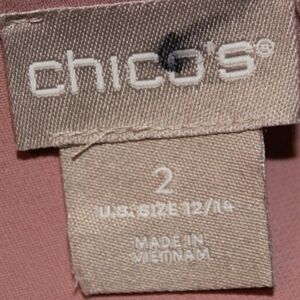 chico's®
2
U.S. SIZE 12/14
MADE IN
VIETNAM